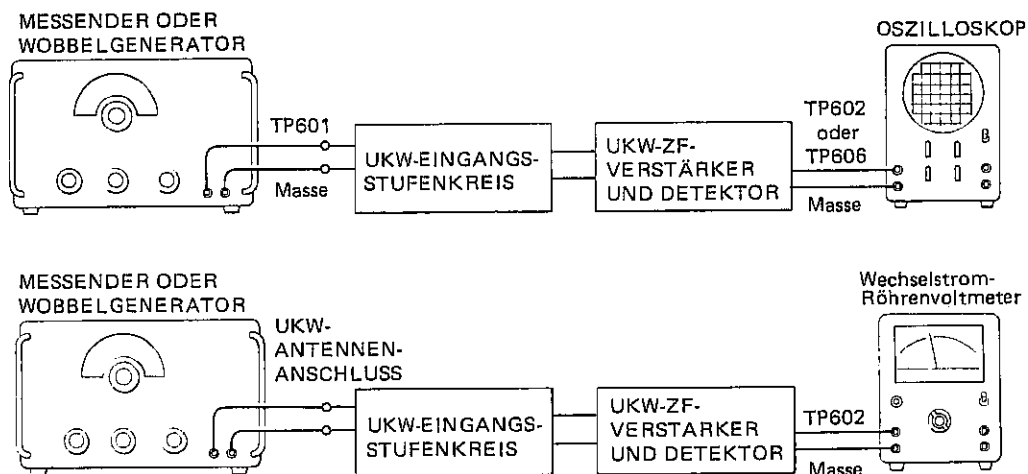 MESSENDER ODER
WOBBELGENERATOR
OSZILLOSKOP
TP601
Masse
UKW-EINGANGS-
STUFENKREIS
UKW-ZF-
VERSTÄRKER
UND DETEKTOR
TP602
oder
TP606
Masse
MESSENDER ODER
WOBBELGENERATOR
UKW-
ANTENNEN-
ANSCHLUSS
UKW-EINGANGS-
STUFENKREIS
UKW-ZF-
VERSTARKER
UND DETEKTOR
Wechselstrom-
Röhrenvoltmeter
TP602
Masse